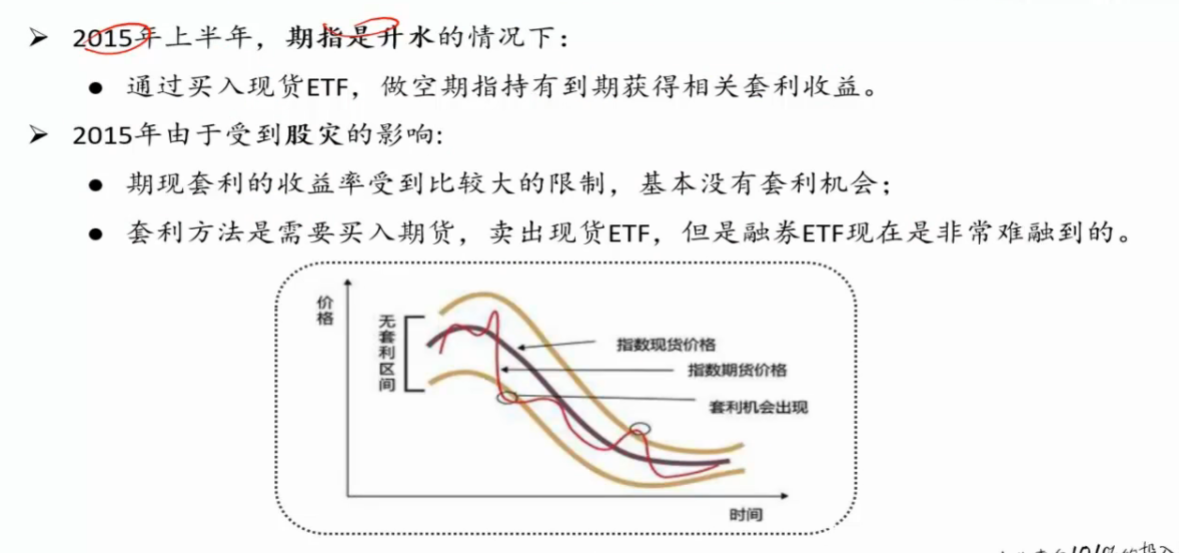 ➢ 2015年上半年，期指是升水的情况下：
● 通过买入现货ETF，做空期指持有到期获得相关套利收益。
➢ 2015年由于受到股灾的影响:
● 期现套利的收益率受到比较大的限制，基本没有套利机会；
● 套利方法是需要买入期货，卖出现货ETF，但是融券ETF现在是非常难融到的。
价格
无套利区间
指数现货价格
指数期货价格
套利机会出现
时间